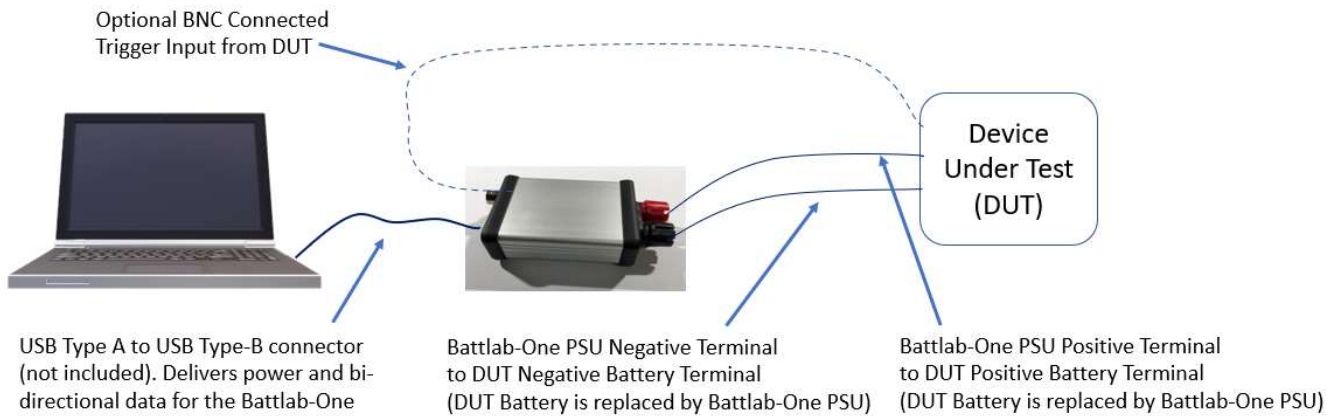 Optional BNC Connected
Trigger Input from DUT
Device
Under Test
(DUT)
USB Type A to USB Type-B connector
(not included). Delivers power and bi-
directional data for the Battlab-One
Battlab-One PSU Negative Terminal
to DUT Negative Battery Terminal
(DUT Battery is replaced by Battlab-One PSU)
Battlab-One PSU Positive Terminal
to DUT Positive Battery Terminal
(DUT Battery is replaced by Battlab-One PSU)